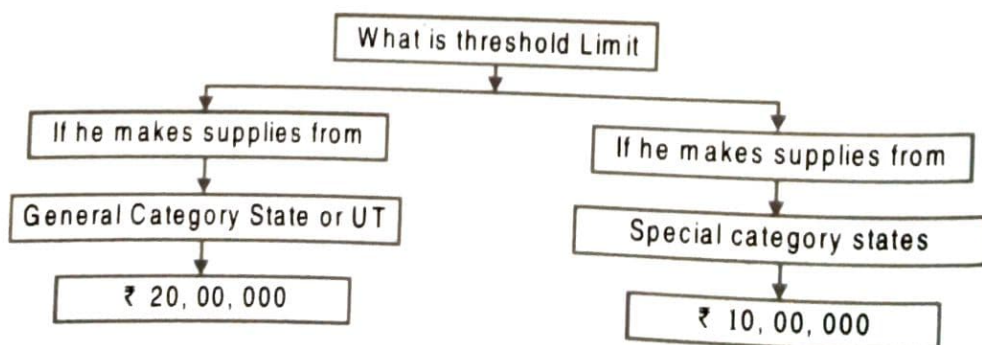 What is threshold Limit
If he makes supplies from
General Category State or UT
₹ 20, 00, 000
If he makes supplies from
Special category states
₹ 10, 00, 000